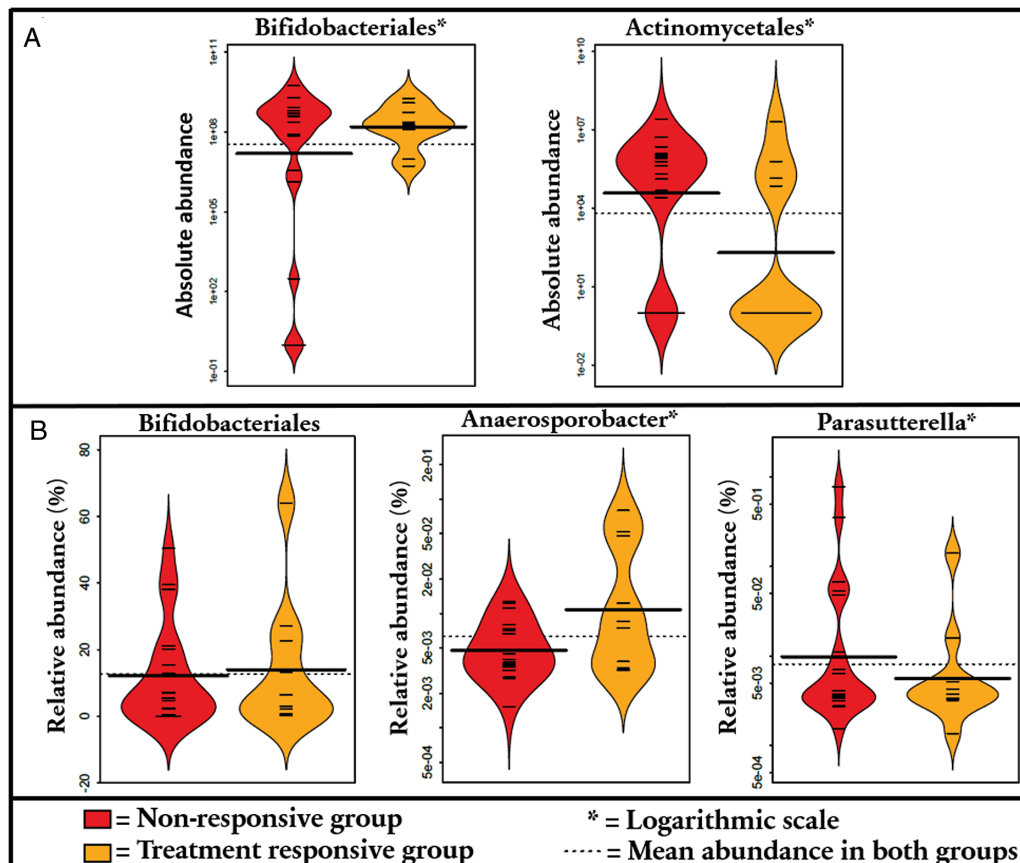 A
Bifidobacteriales*
Absolute abundance
1e+11
1e+08
1e+05
1e+02
1e-01
Actinomycetales*
Absolute abundance
1e+10
1e+07
1e+04
1e+01
1e-02
B
Bifidobacteriales
Relative abundance (%)
80
60
40
20
0
-20
Anaerosporobacter*
Relative abundance (%)
2e-01
5e-02
2e-02
5e-03
2e-03
5e-04
Parasutterella*
Relative abundance (%)
5e-01
5e-02
5e-03
5e-04
= Non-responsive group
* = Logarithmic scale
= Treatment responsive group
= Mean abundance in both groups